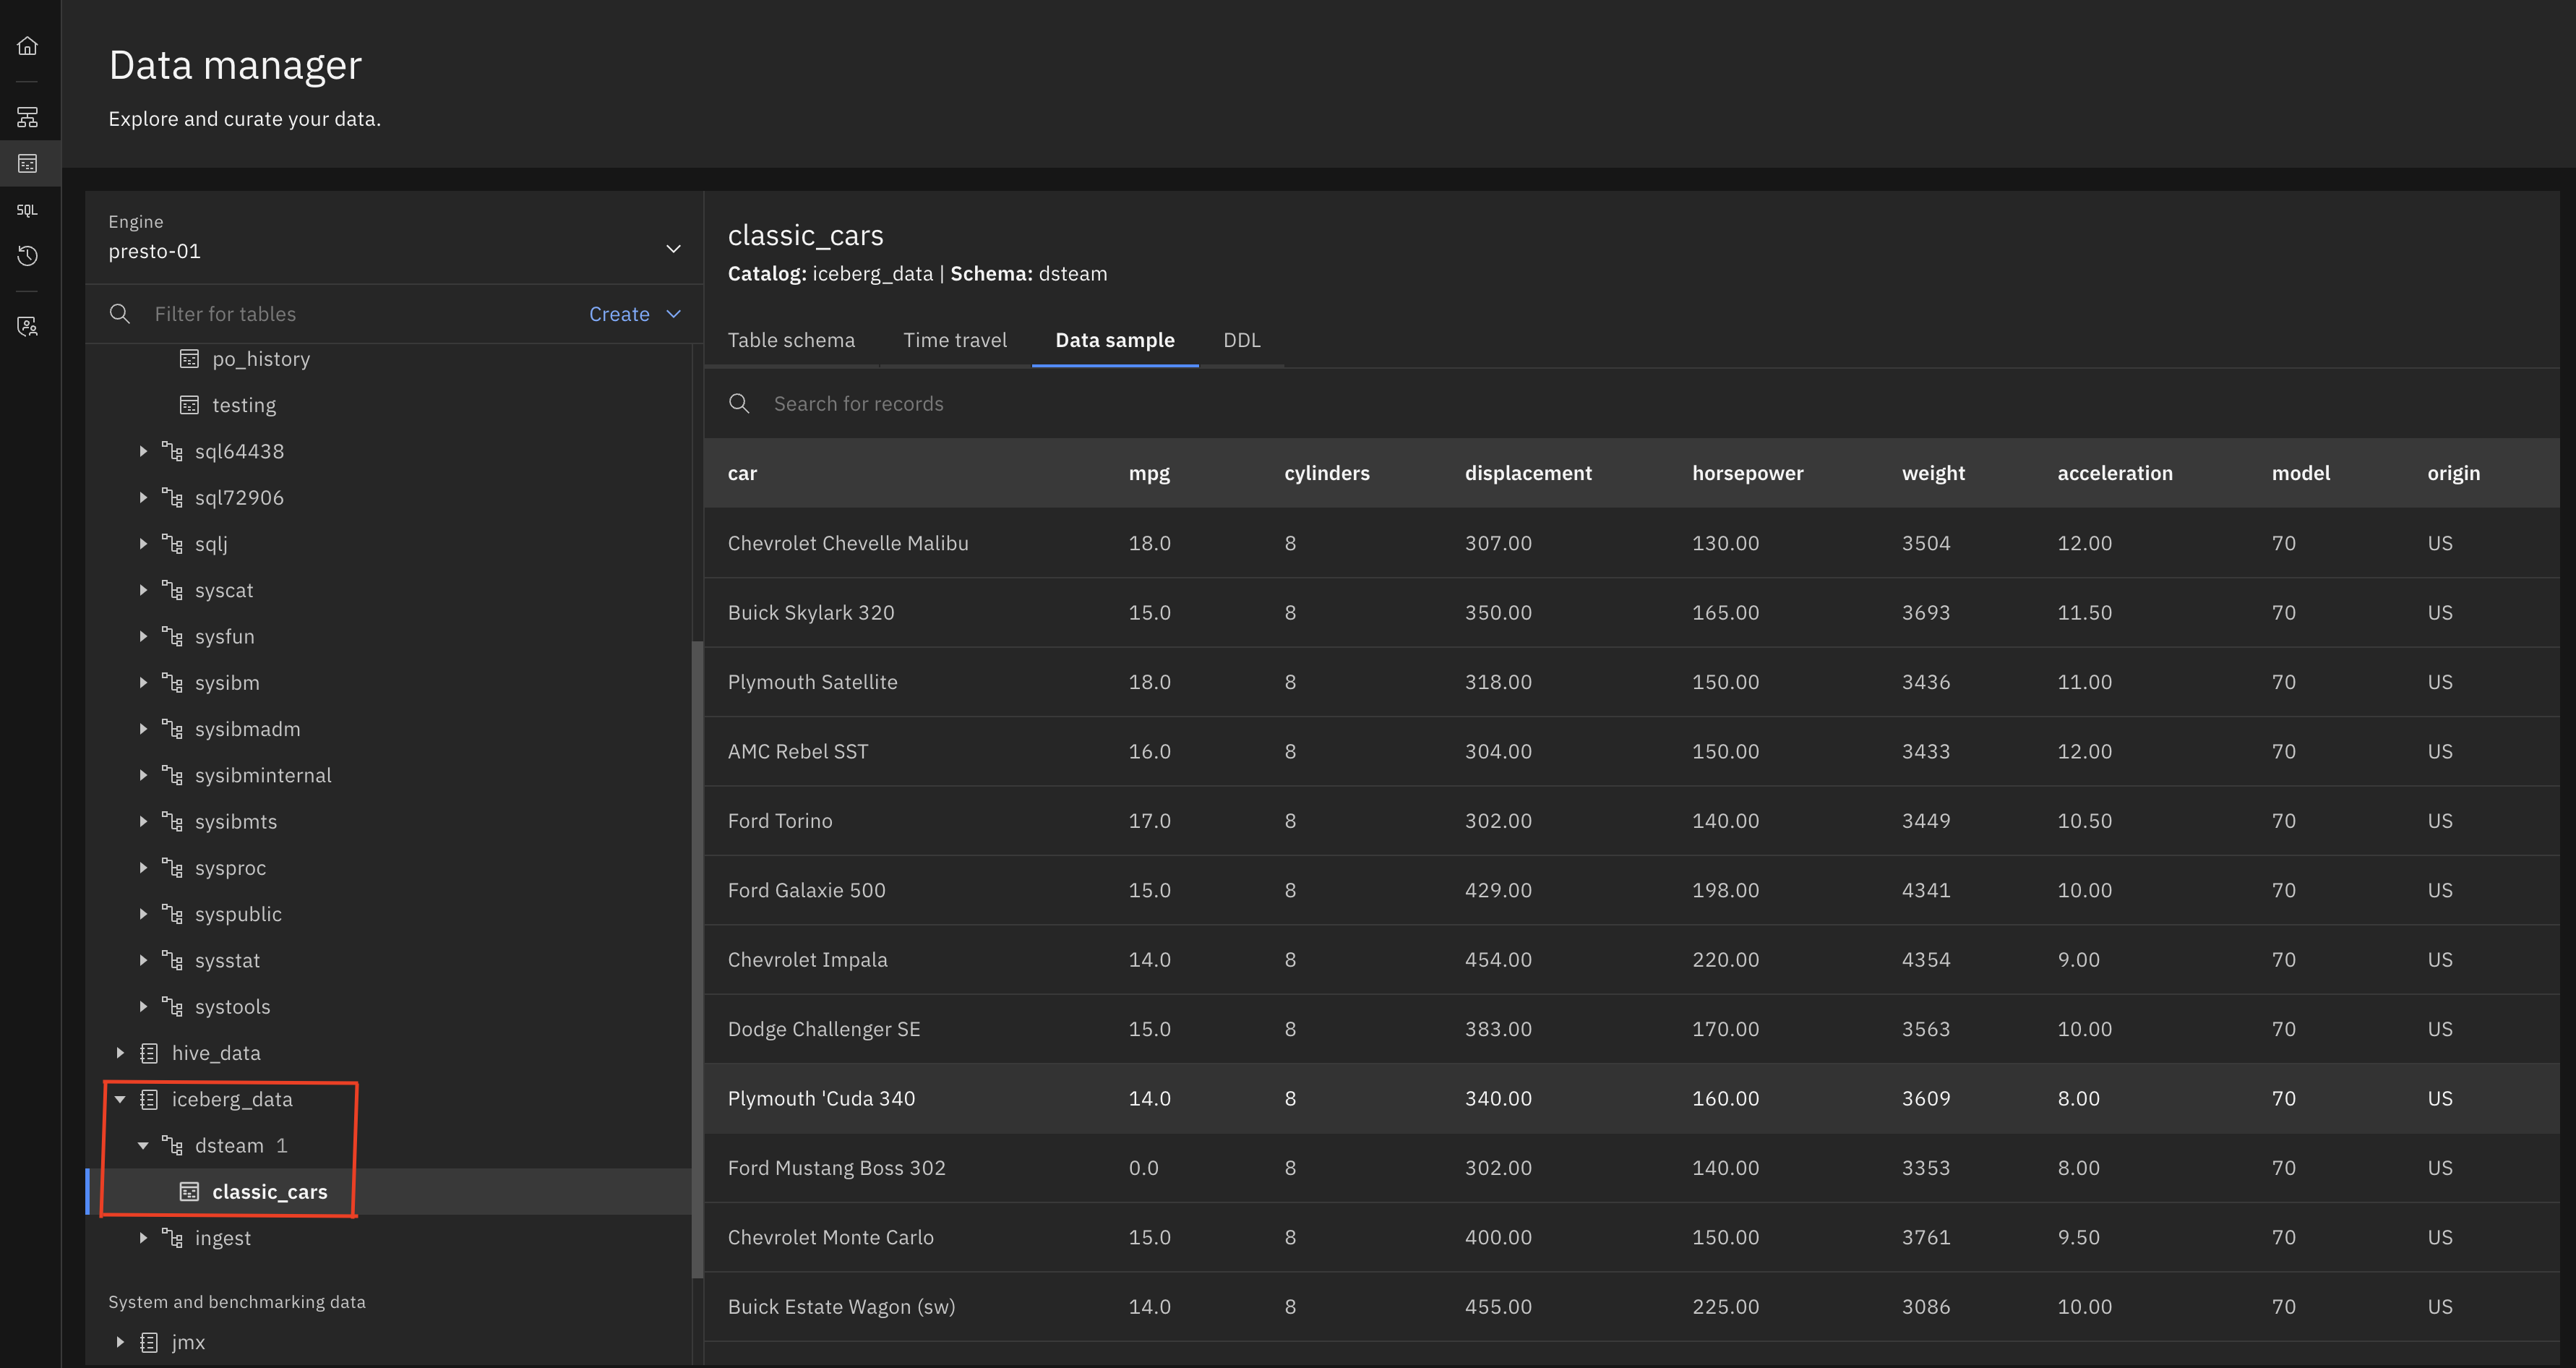 Data manager
Explore and curate your data.
SQL
Engine
presto-01
Filter for tables Create
po_history
testing
sql64438
sql72906
sqlj
syscat
sysfun
sysibm
sysibmadm
sysibminternal
sysibmts
sysproc
syspublic
sysstat
systools
hive_data
iceberg_data
dsteam 1
classic_cars
ingest
System and benchmarking data
jmx
classic_cars
Catalog: iceberg_data | Schema: dsteam
Table schema Time travel Data sample DDL
Search for records
car mpg cylinders displacement horsepower weight acceleration model origin
Chevrolet Chevelle Malibu 18.0 8 307.00 130.00 3504 12.00 70 US
Buick Skylark 320 15.0 8 350.00 165.00 3693 11.50 70 US
Plymouth Satellite 18.0 8 318.00 150.00 3436 11.00 70 US
AMC Rebel SST 16.0 8 304.00 150.00 3433 12.00 70 US
Ford Torino 17.0 8 302.00 140.00 3449 10.50 70 US
Ford Galaxie 500 15.0 8 429.00 198.00 4341 10.00 70 US
Chevrolet Impala 14.0 8 454.00 220.00 4354 9.00 70 US
Dodge Challenger SE 15.0 8 383.00 170.00 3563 10.00 70 US
Plymouth 'Cuda 340 14.0 8 340.00 160.00 3609 8.00 70 US
Ford Mustang Boss 302 0.0 8 302.00 140.00 3353 8.00 70 US
Chevrolet Monte Carlo 15.0 8 400.00 150.00 3761 9.50 70 US
Buick Estate Wagon (sw) 14.0 8 455.00 225.00 3086 10.00 70 US